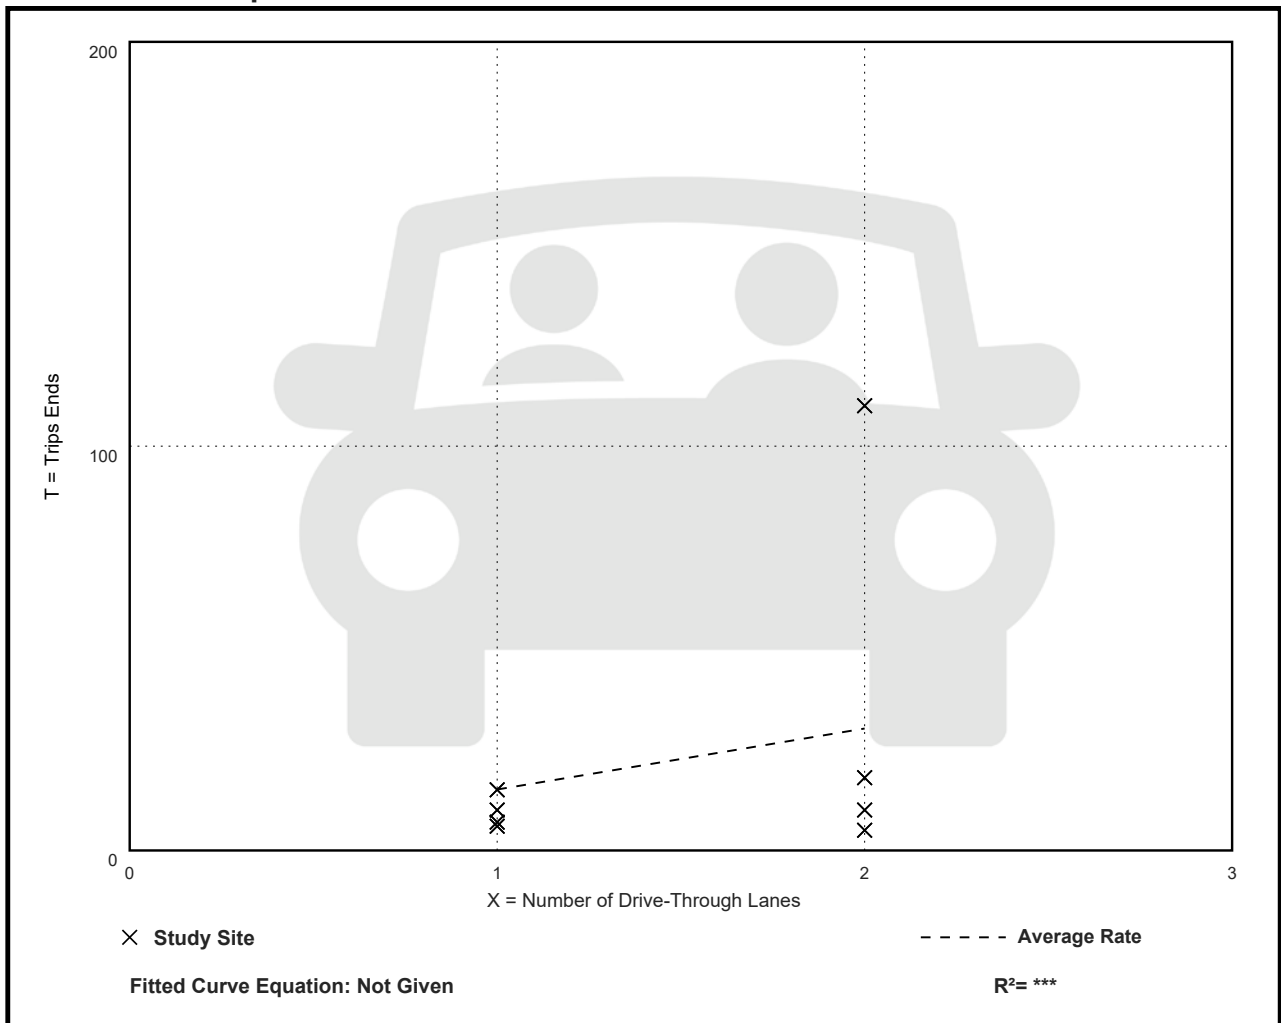 200
T = Trips Ends
100
0
0 1 2 3
X = Number of Drive-Through Lanes
Study Site
Average Rate
Fitted Curve Equation: Not Given
R²= ***